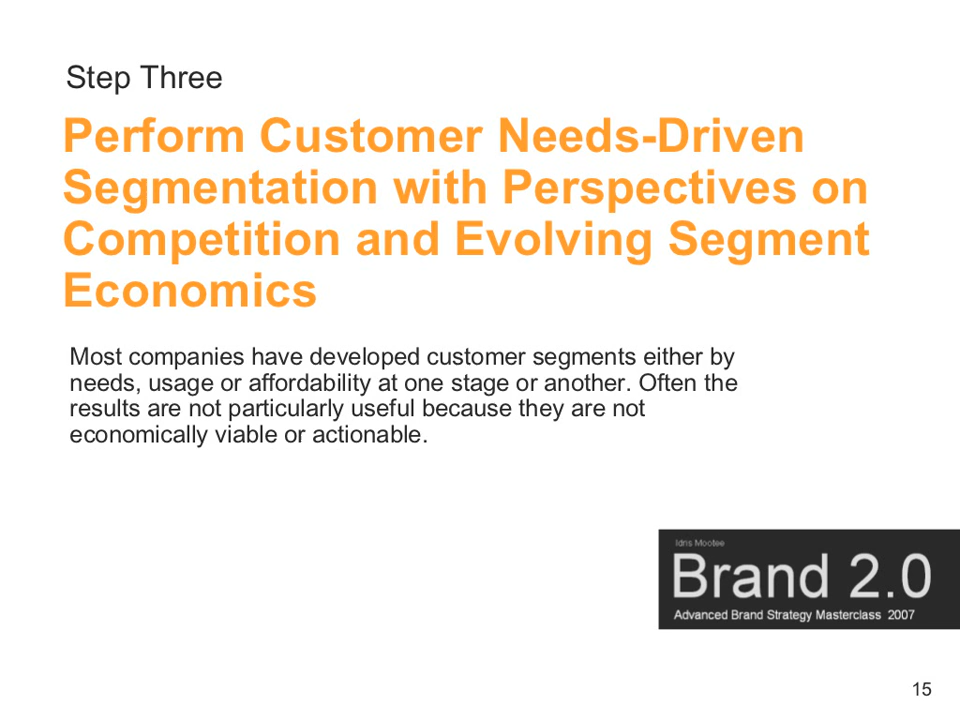 Step Three
Perform Customer Needs-Driven
Segmentation with Perspectives on
Competition and Evolving Segment
Economics
Most companies have developed customer segments either by
needs, usage or affordability at one stage or another. Often the
results are not particularly useful because they are not
economically viable or actionable.
Idris Mootee
Brand 2.0
Advanced Brand Strategy Masterclass 2007
15